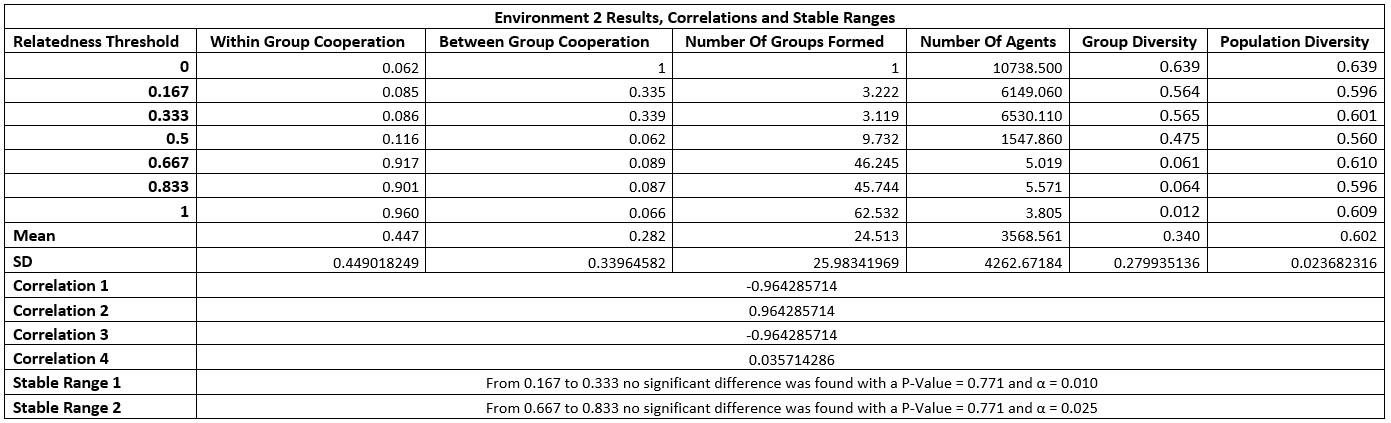 Environment 2 Results, Correlations and Stable Ranges
Relatedness Threshold Within Group Cooperation Between Group Cooperation Number Of Groups Formed Number Of Agents Group Diversity Population Diversity
0 0.062 1 1 10738.500 0.639 0.639
0.167 0.085 0.335 3.222 6149.060 0.564 0.596
0.333 0.086 0.339 3.119 6530.110 0.565 0.601
0.5 0.116 0.062 9.732 1547.860 0.475 0.560
0.667 0.917 0.089 46.245 5.019 0.061 0.610
0.833 0.901 0.087 45.744 5.571 0.064 0.596
1 0.960 0.066 62.532 3.805 0.012 0.609
Mean 0.447 0.282 24.513 3568.561 0.340 0.602
SD 0.449018249 0.33964582 25.98341969 4262.67184 0.279935136 0.023682316
Correlation 1 -0.964285714
Correlation 2 0.964285714
Correlation 3 -0.964285714
Correlation 4 0.035714286
Stable Range 1 From 0.167 to 0.333 no significant difference was found with a P-Value = 0.771 and α = 0.010
Stable Range 2 From 0.667 to 0.833 no significant difference was found with a P-Value = 0.771 and α = 0.025